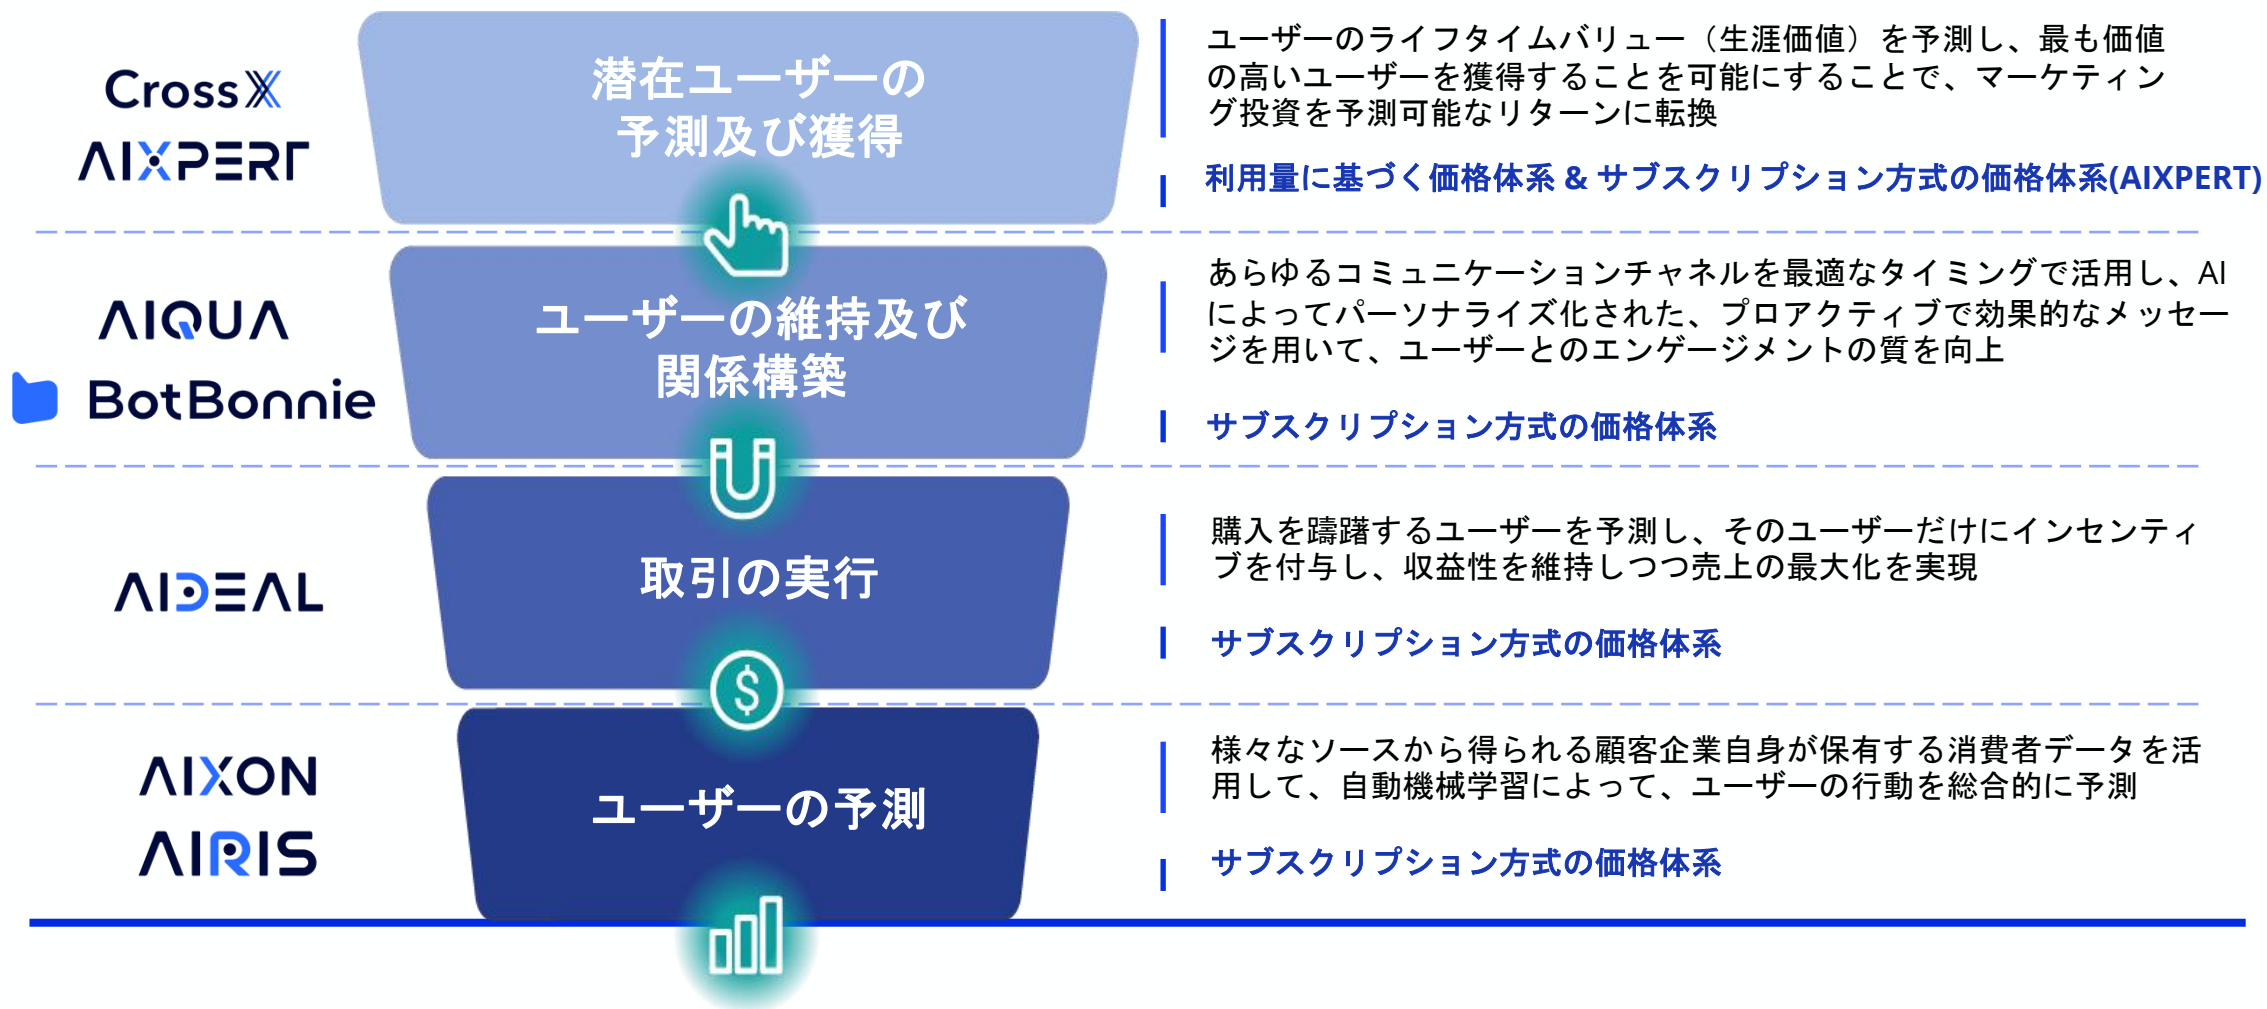 CrossX
AIXPERT
潜在ユーザーの
予測及び獲得
ユーザーのライフタイムバリュー（生涯価値）を予測し、最も価値
の高いユーザーを獲得することを可能にすることで、マーケティン
グ投資を予測可能なリターンに転換
利用量に基づく価格体系 & サブスクリプション方式の価格体系(AIXPERT)
AIQUA
BotBonnie
ユーザーの維持及び
関係構築
あらゆるコミュニケーションチャネルを最適なタイミングで活用し、AI
によってパーソナライズ化された、プロアクティブで効果的なメッセー
ジを用いて、ユーザーとのエンゲージメントの質を向上
サブスクリプション方式の価格体系
AIDEAL
取引の実行
購入を躊躇するユーザーを予測し、そのユーザーだけにインセンティ
ブを付与し、収益性を維持しつつ売上の最大化を実現
サブスクリプション方式の価格体系
$
AIXON
AIRIS
ユーザーの予測
様々なソースから得られる顧客企業自身が保有する消費者データを活
用して、自動機械学習によって、ユーザーの行動を総合的に予測
サブスクリプション方式の価格体系